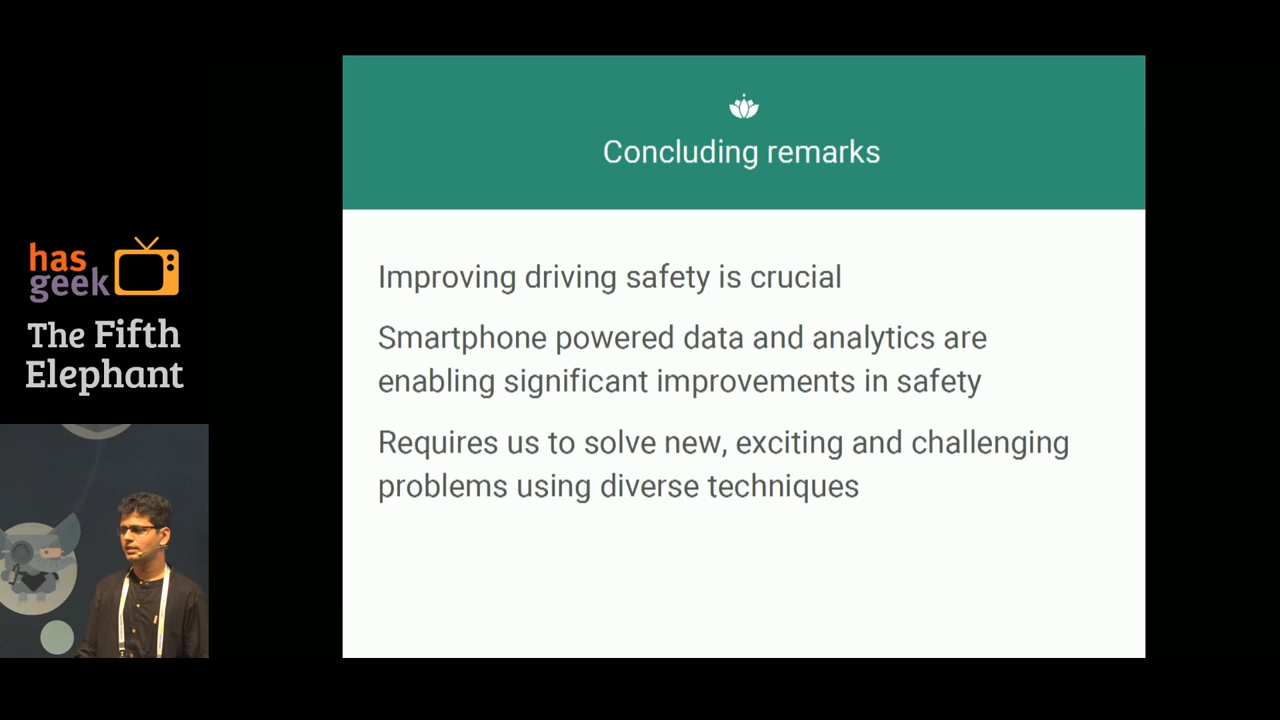 has
geek
The Fifth
Elephant
Concluding remarks
Improving driving safety is crucial
Smartphone powered data and analytics are
enabling significant improvements in safety
Requires us to solve new, exciting and challenging
problems using diverse techniques